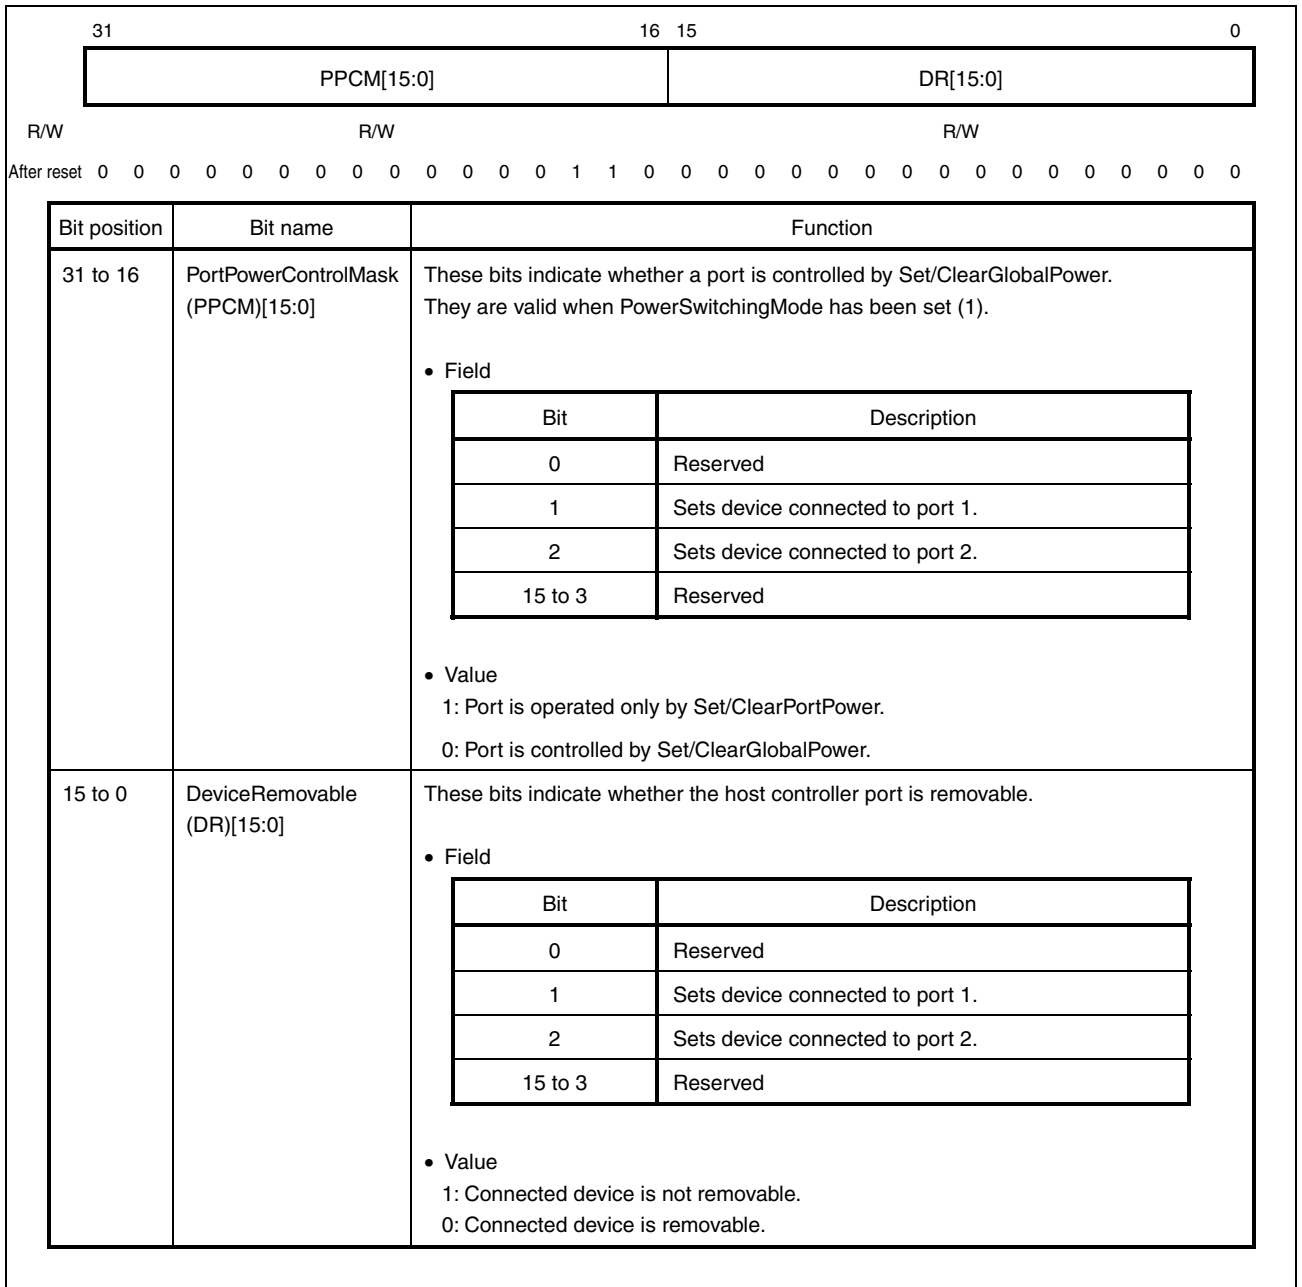 31 16 15 0
PPCM[15:0] DR[15:0]
R/W R/W R/W
After reset 0 0 0 0 0 0 0 0 0 0 0 0 0 1 1 0 0 0 0 0 0 0 0 0 0 0 0 0 0 0 0 0
Bit position Bit name Function
31 to 16 PortPowerControlMask These bits indicate whether a port is controlled by Set/ClearGlobalPower.
(PPCM)[15:0] They are valid when PowerSwitchingMode has been set (1).
• Field
Bit Description
0 Reserved
1 Sets device connected to port 1.
2 Sets device connected to port 2.
15 to 3 Reserved
• Value
1: Port is operated only by Set/ClearPortPower.
0: Port is controlled by Set/ClearGlobalPower.
15 to 0 DeviceRemovable These bits indicate whether the host controller port is removable.
(DR)[15:0]
• Field
Bit Description
0 Reserved
1 Sets device connected to port 1.
2 Sets device connected to port 2.
15 to 3 Reserved
• Value
1: Connected device is not removable.
0: Connected device is removable.